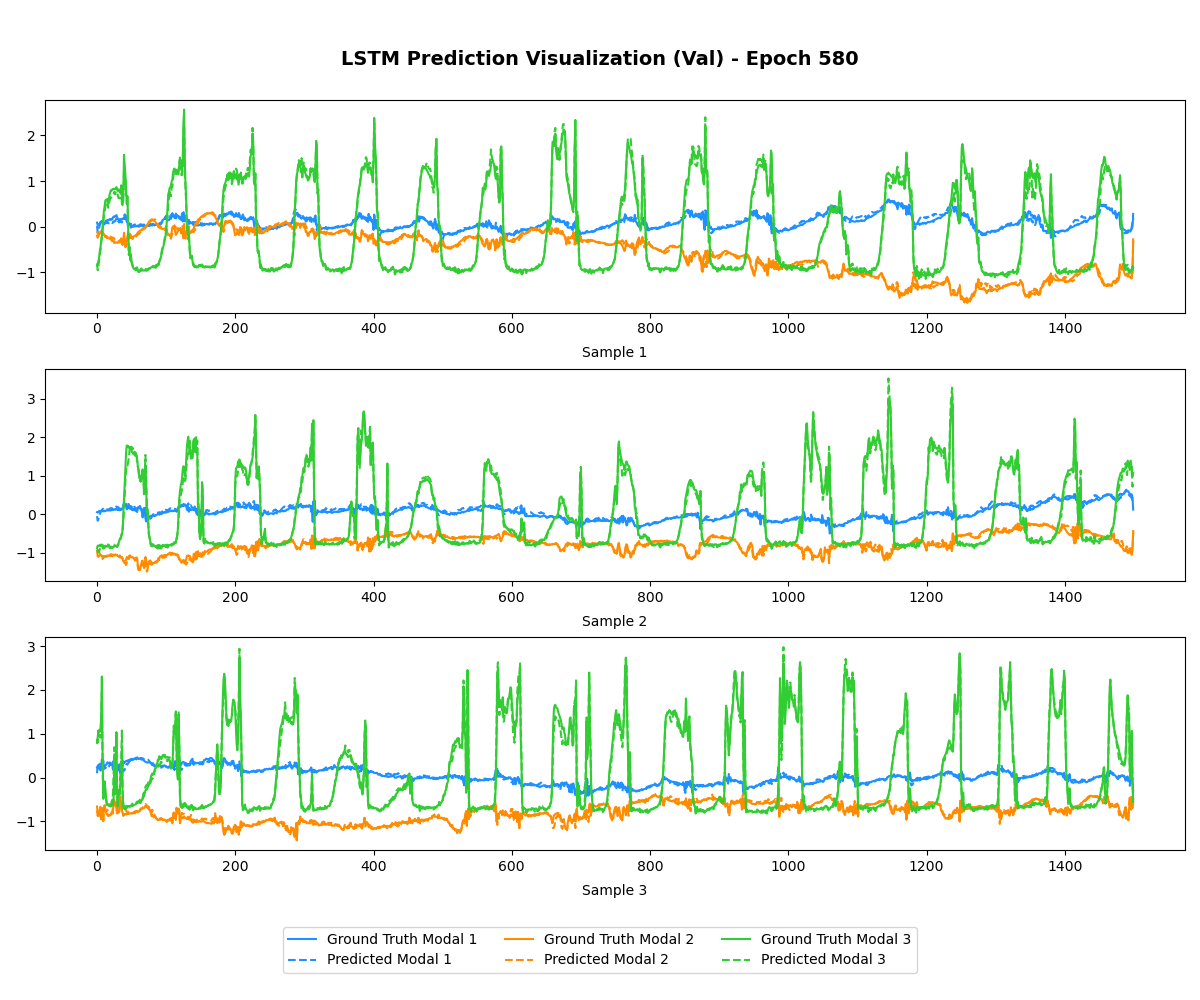 LSTM Prediction Visualization (Val) - Epoch 580
2
1
0
−1
0 200 400 600 800 1000 1200 1400
Sample 1
3
2
1
0
−1
0 200 400 600 800 1000 1200 1400
Sample 2
3
2
1
0
−1
0 200 400 600 800 1000 1200 1400
Sample 3
Ground Truth Modal 1 Ground Truth Modal 2 Ground Truth Modal 3
Predicted Modal 1 Predicted Modal 2 Predicted Modal 3